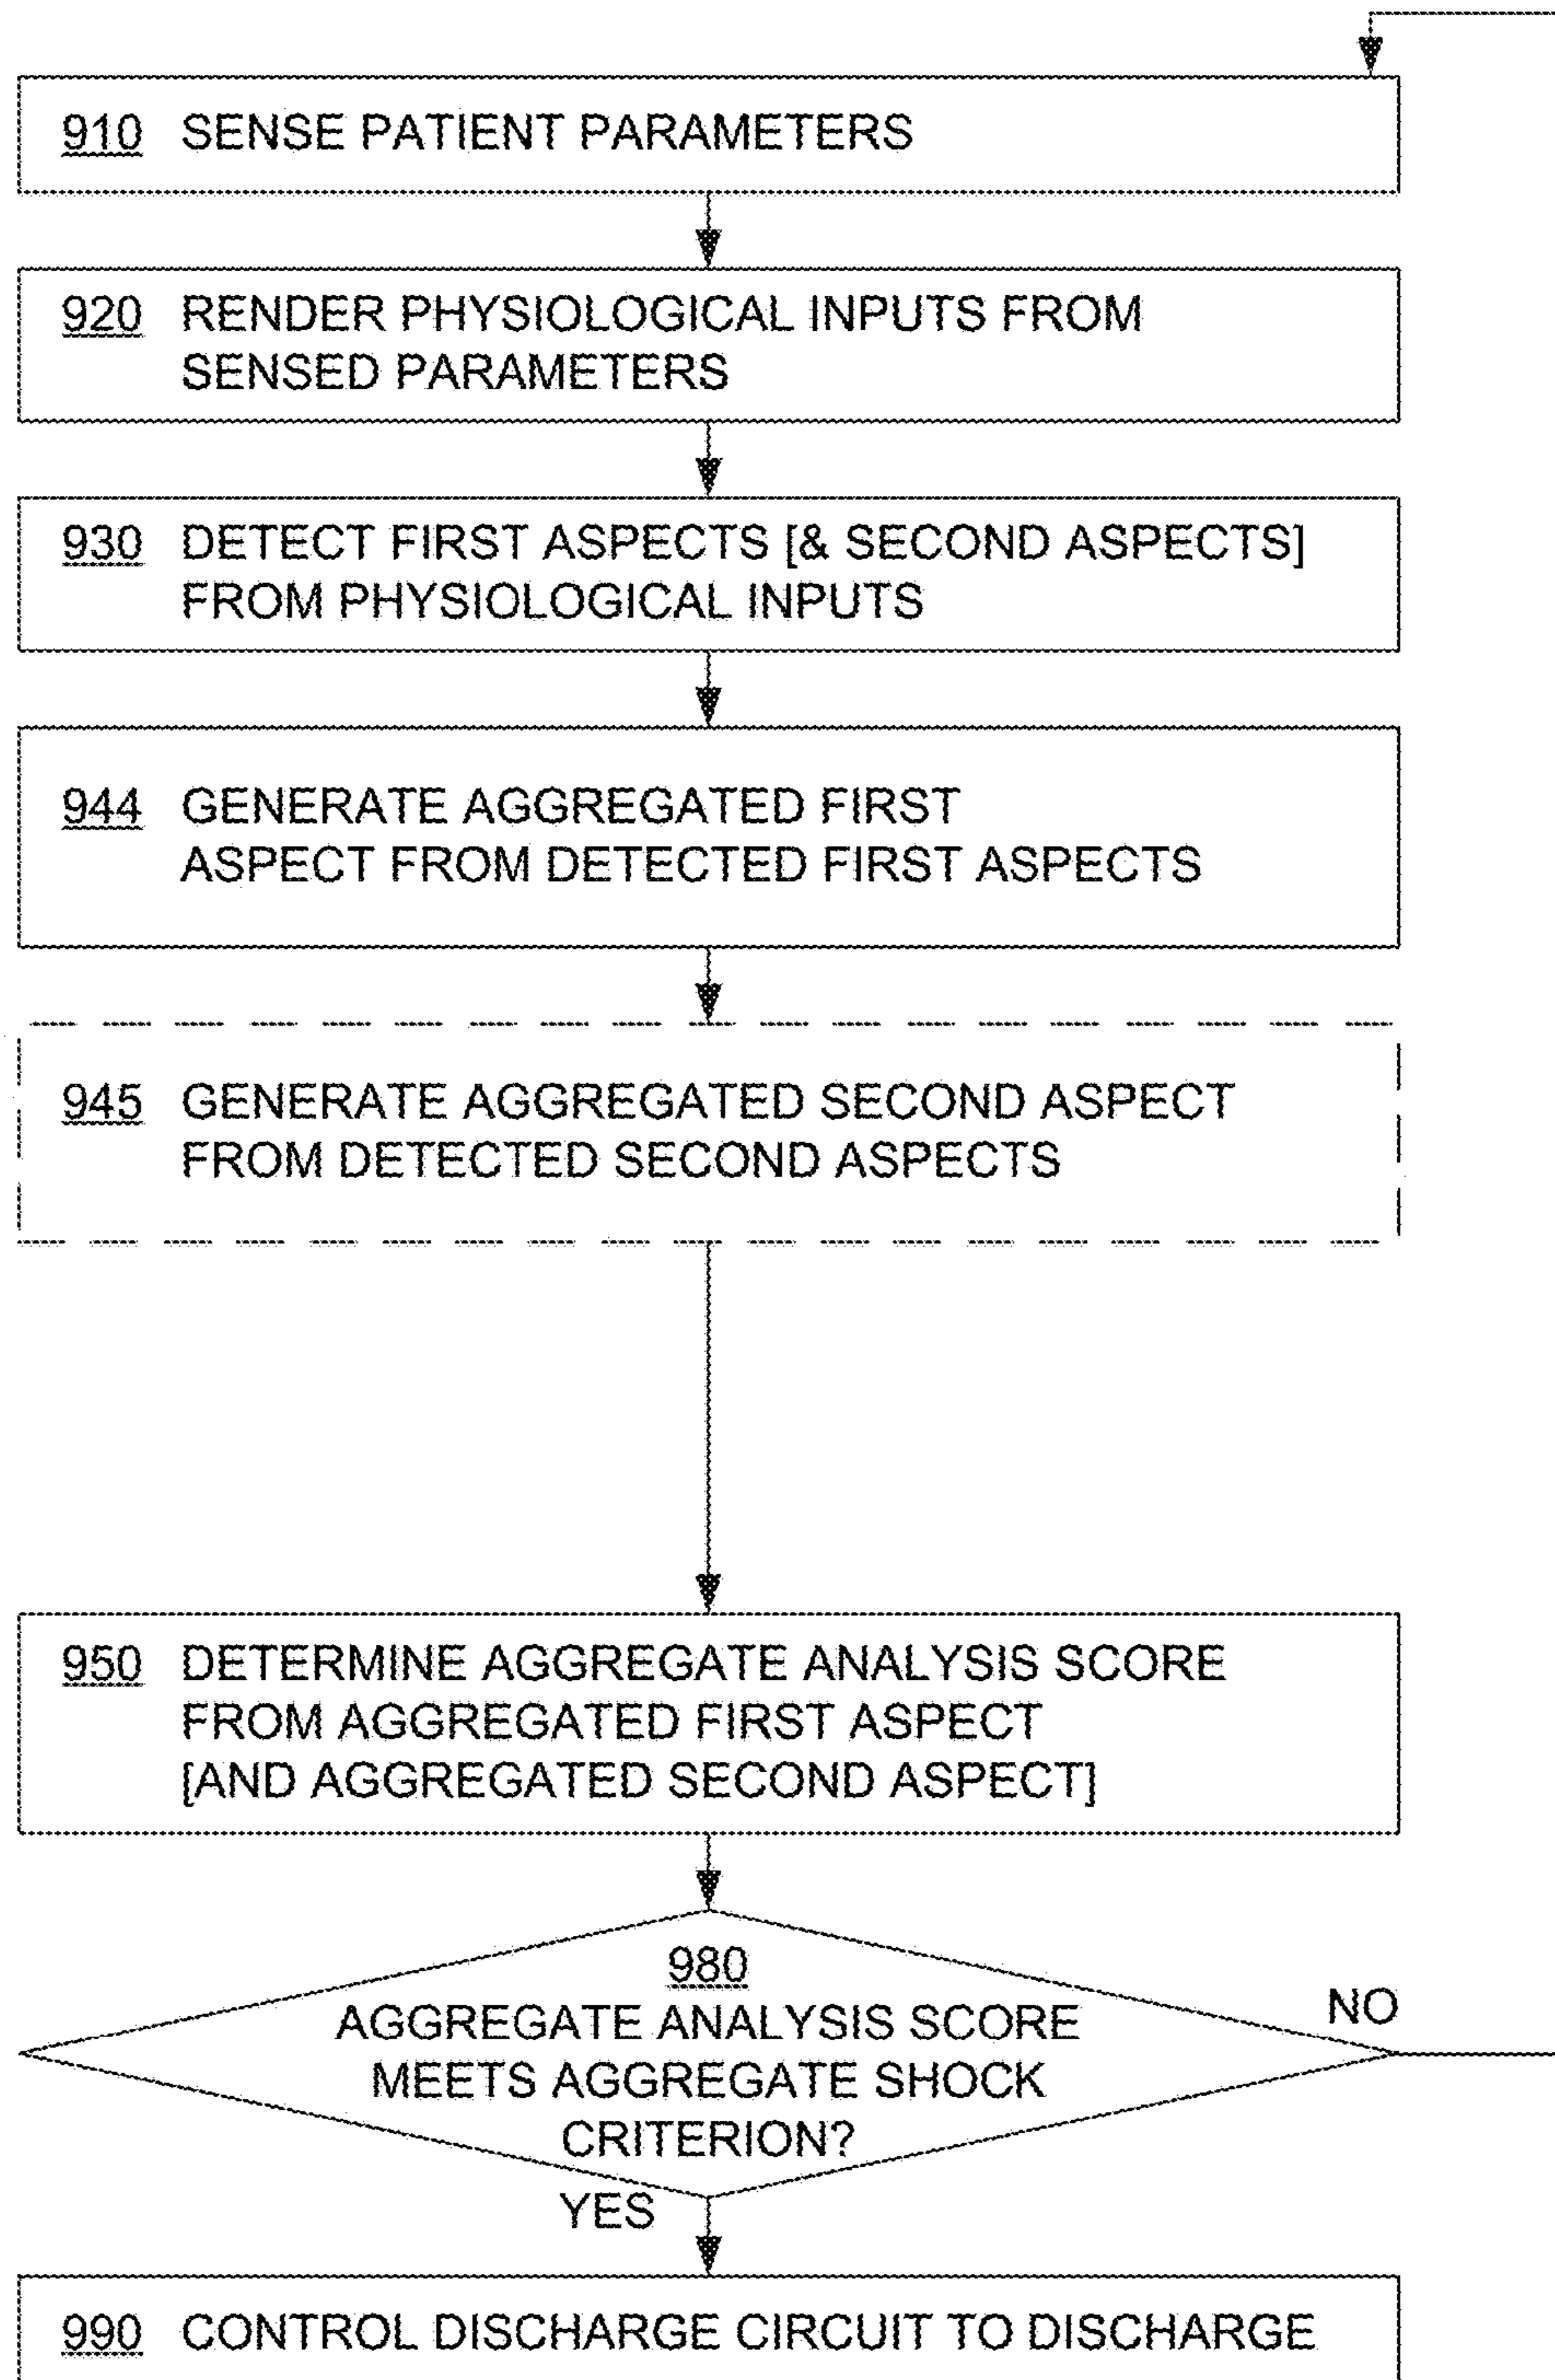 910 SENSE PATIENT PARAMETERS
920 RENDER PHYSIOLOGICAL INPUTS FROM
SENSED PARAMETERS
930 DETECT FIRST ASPECTS [& SECOND ASPECTS]
FROM PHYSIOLOGICAL INPUTS
944 GENERATE AGGREGATED FIRST
ASPECT FROM DETECTED FIRST ASPECTS
945 GENERATE AGGREGATED SECOND ASPECT
FROM DETECTED SECOND ASPECTS
950 DETERMINE AGGREGATE ANALYSIS SCORE
FROM AGGREGATED FIRST ASPECT
[AND AGGREGATED SECOND ASPECT]
980
AGGREGATE ANALYSIS SCORE
MEETS AGGREGATE SHOCK
CRITERION?
NO
YES
990 CONTROL DISCHARGE CIRCUIT TO DISCHARGE